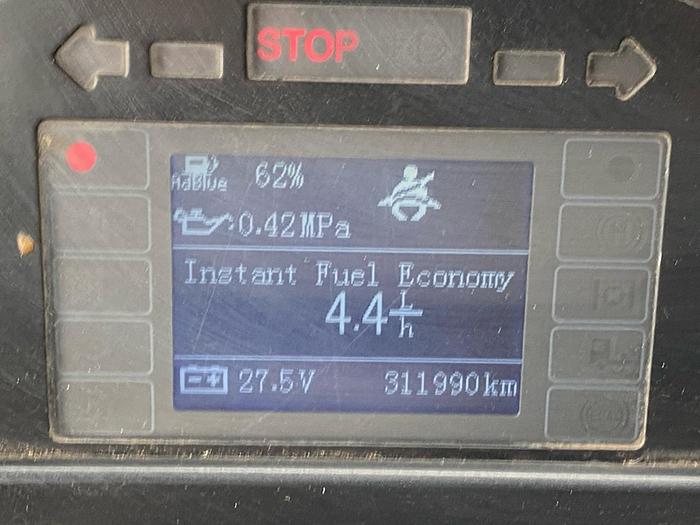 STOP
AdBlue 62%
0.42MPa
Instant Fuel Economy
4.4 L/h
27.5V 311990km